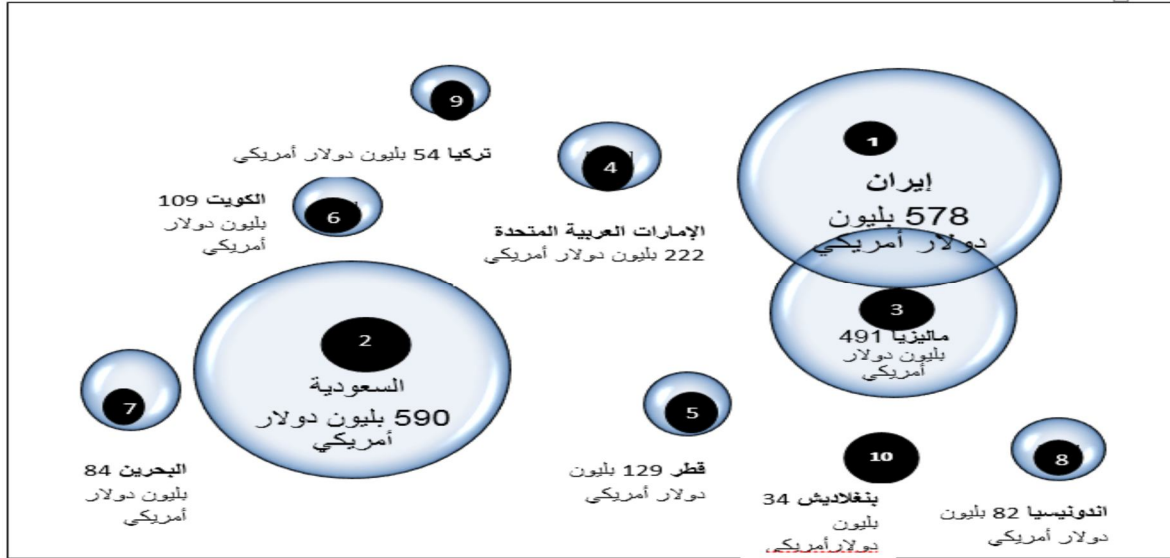 9
تركيا 54 بليون دولار أمريكي
4
الإمارات العربية المتحدة
222 بليون دولار أمريكي
1
إيران
578 بليون
دولار أمريكي
6
الكويت 109
بليون دولار
أمريكي
3
ماليزيا 491
بليون دولار
أمريكي
2
السعودية
590 بليون دولار
أمريكي
7
البحرين 84
بليون دولار
أمريكي
5
قطر 129 بليون
دولار أمريكي
10
بنغلاديش 34
بليون
دولارأمريكي
8
اندونيسيا 82 بليون
دولار أمريكي